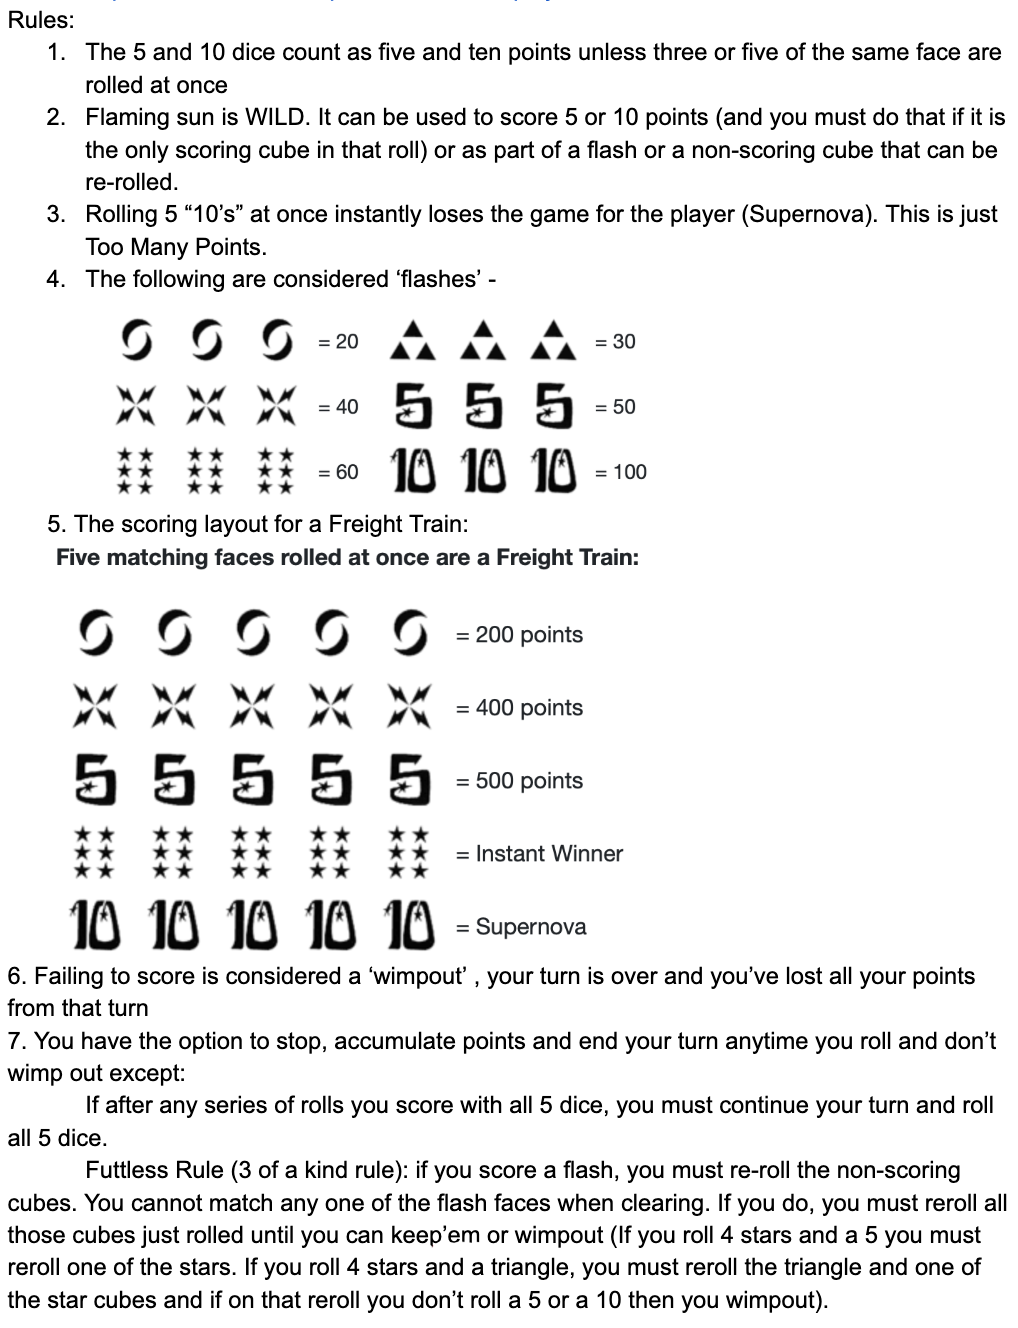 Rules:
1. The 5 and 10 dice count as five and ten points unless three or five of the same face are
rolled at once
2. Flaming sun is WILD. It can be used to score 5 or 10 points (and you must do that if it is
the only scoring cube in that roll) or as part of a flash or a non-scoring cube that can be
re-rolled.
3. Rolling 5 “10’s” at once instantly loses the game for the player (Supernova). This is just
Too Many Points.
4. The following are considered ‘flashes’ -
= 20 = 30
= 40 5 5 5 = 50
= 60 10 10 10 = 100
5. The scoring layout for a Freight Train:
Five matching faces rolled at once are a Freight Train:
= 200 points
= 400 points
5 5 5 5 5 = 500 points
= Instant Winner
10 10 10 10 10 = Supernova
6. Failing to score is considered a ‘wimpout’ , your turn is over and you’ve lost all your points
from that turn
7. You have the option to stop, accumulate points and end your turn anytime you roll and don’t
wimp out except:
If after any series of rolls you score with all 5 dice, you must continue your turn and roll
all 5 dice.
Futtless Rule (3 of a kind rule): if you score a flash, you must re-roll the non-scoring
cubes. You cannot match any one of the flash faces when clearing. If you do, you must reroll all
those cubes just rolled until you can keep’em or wimpout (If you roll 4 stars and a 5 you must
reroll one of the stars. If you roll 4 stars and a triangle, you must reroll the triangle and one of
the star cubes and if on that reroll you don’t roll a 5 or a 10 then you wimpout).